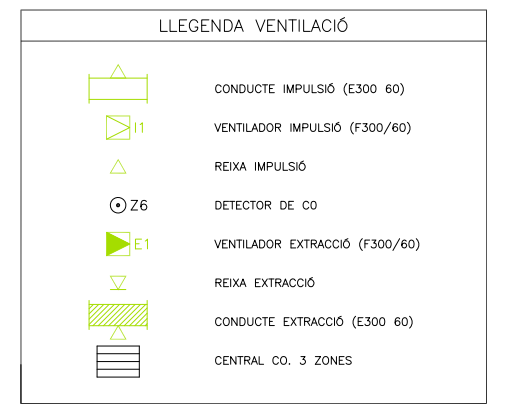 LLEGENDA VENTILACIÓ
CONDUCTE IMPULSIÓ (E300 60)
I1 VENTILADOR IMPULSIÓ (F300/60)
REIXA IMPULSIÓ
Z6 DETECTOR DE CO
E1 VENTILADOR EXTRACCIÓ (F300/60)
REIXA EXTRACCIÓ
CONDUCTE EXTRACCIÓ (E300 60)
CENTRAL CO. 3 ZONES